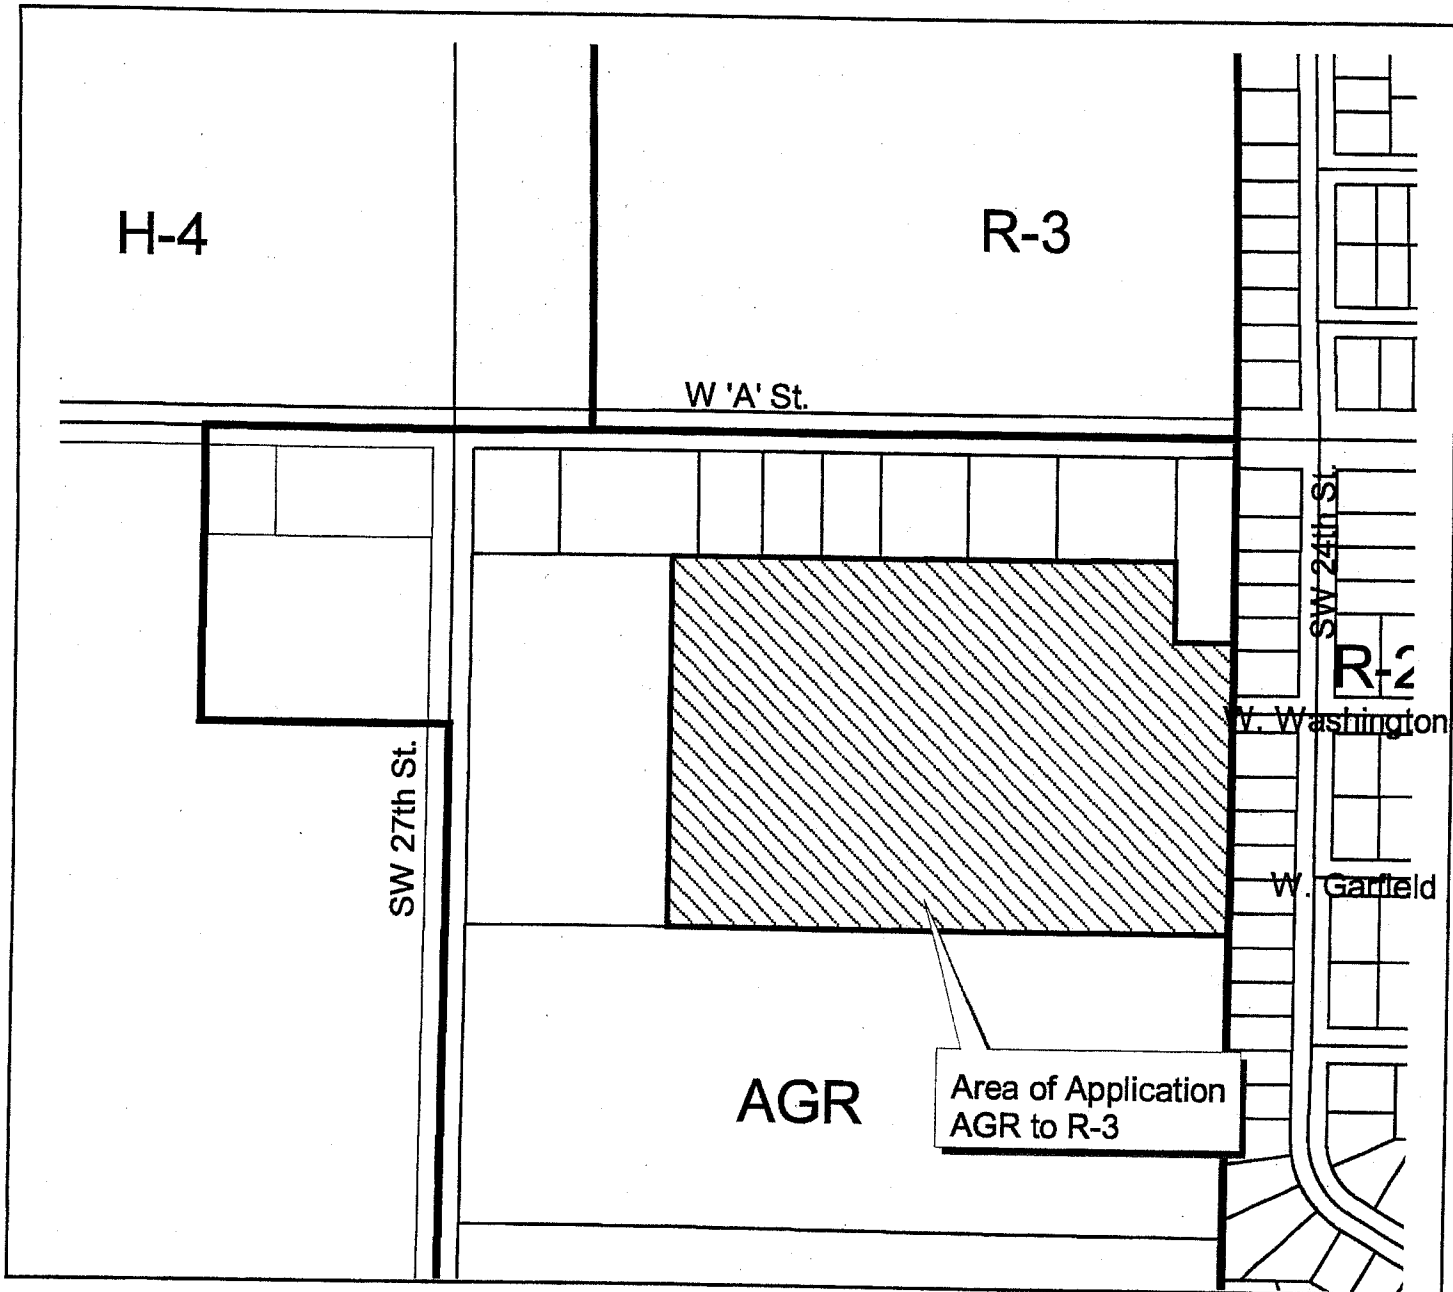 H-4
R-3
W 'A' St.
SW 24th St.
R-2
W. Washington
SW 27th St.
W. Garfield
Area of Application
AGR to R-3
AGR